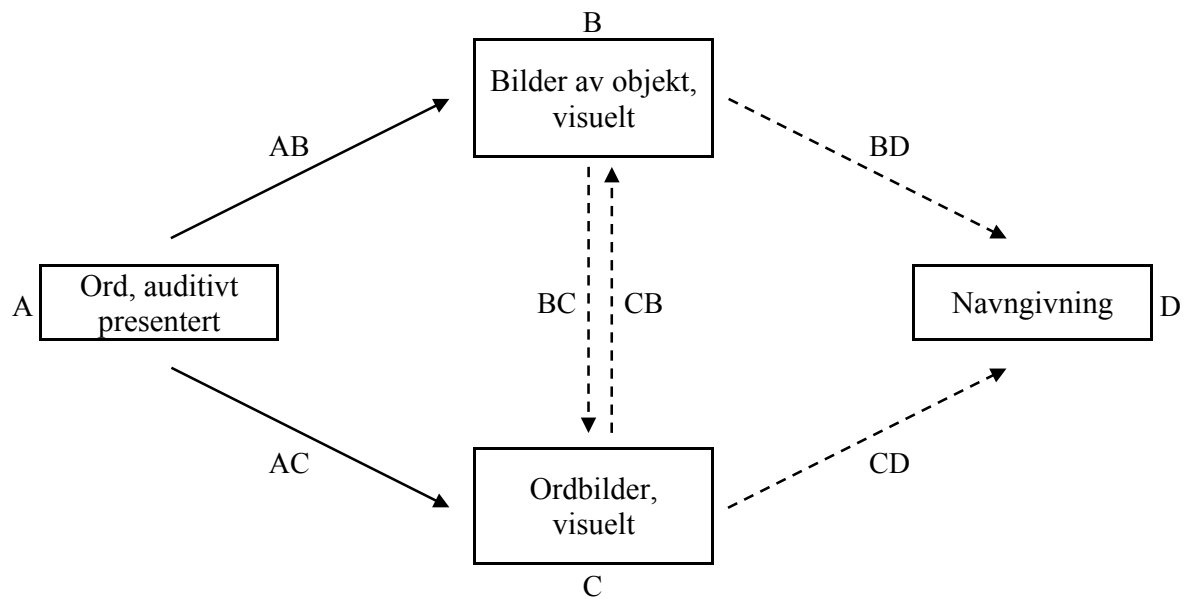 B
Bilder av objekt,
visuelt
AB
BD
A
Ord, auditivt
presentert
BC
CB
Navngivning
D
AC
CD
Ordbilder,
visuelt
C